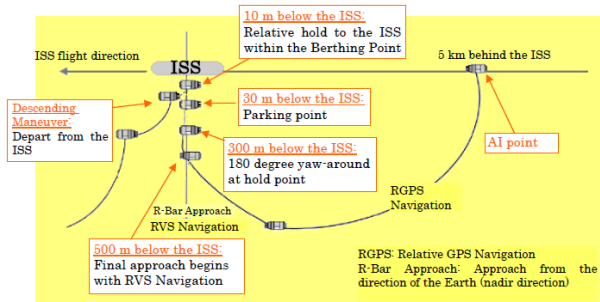 10 m below the ISS:
Relative hold to the ISS
within the Berthing Point
ISS flight direction
5 km behind the ISS
ISS
Descending
Maneuver:
Depart from the
ISS
30 m below the ISS:
Parking point
AI point
300 m below the ISS:
180 degree yaw-around
at hold point
RGPS
Navigation
R-Bar Approach
RVS Navigation
500 m below the ISS:
Final approach begins
with RVS Navigation
RGPS: Relative GPS Navigation
R-Bar Approach: Approach from the
direction of the Earth (nadir direction)